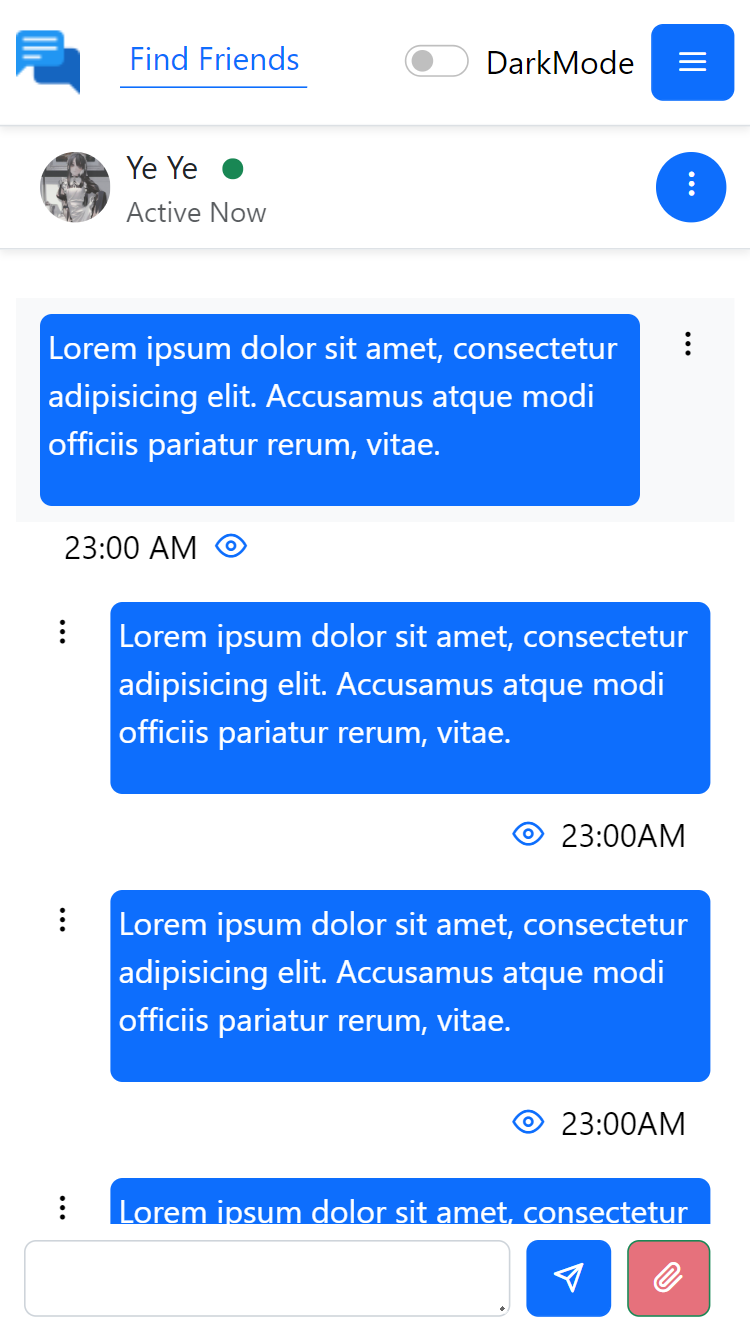 Find Friends
DarkMode
Ye Ye
Active Now
Lorem ipsum dolor sit amet, consectetur
adipisicing elit. Accusamus atque modi
officiis pariatur rerum, vitae.
23:00 AM
Lorem ipsum dolor sit amet, consectetur
adipisicing elit. Accusamus atque modi
officiis pariatur rerum, vitae.
23:00AM
Lorem ipsum dolor sit amet, consectetur
adipisicing elit. Accusamus atque modi
officiis pariatur rerum, vitae.
23:00AM
Lorem ipsum dolor sit amet, consectetur